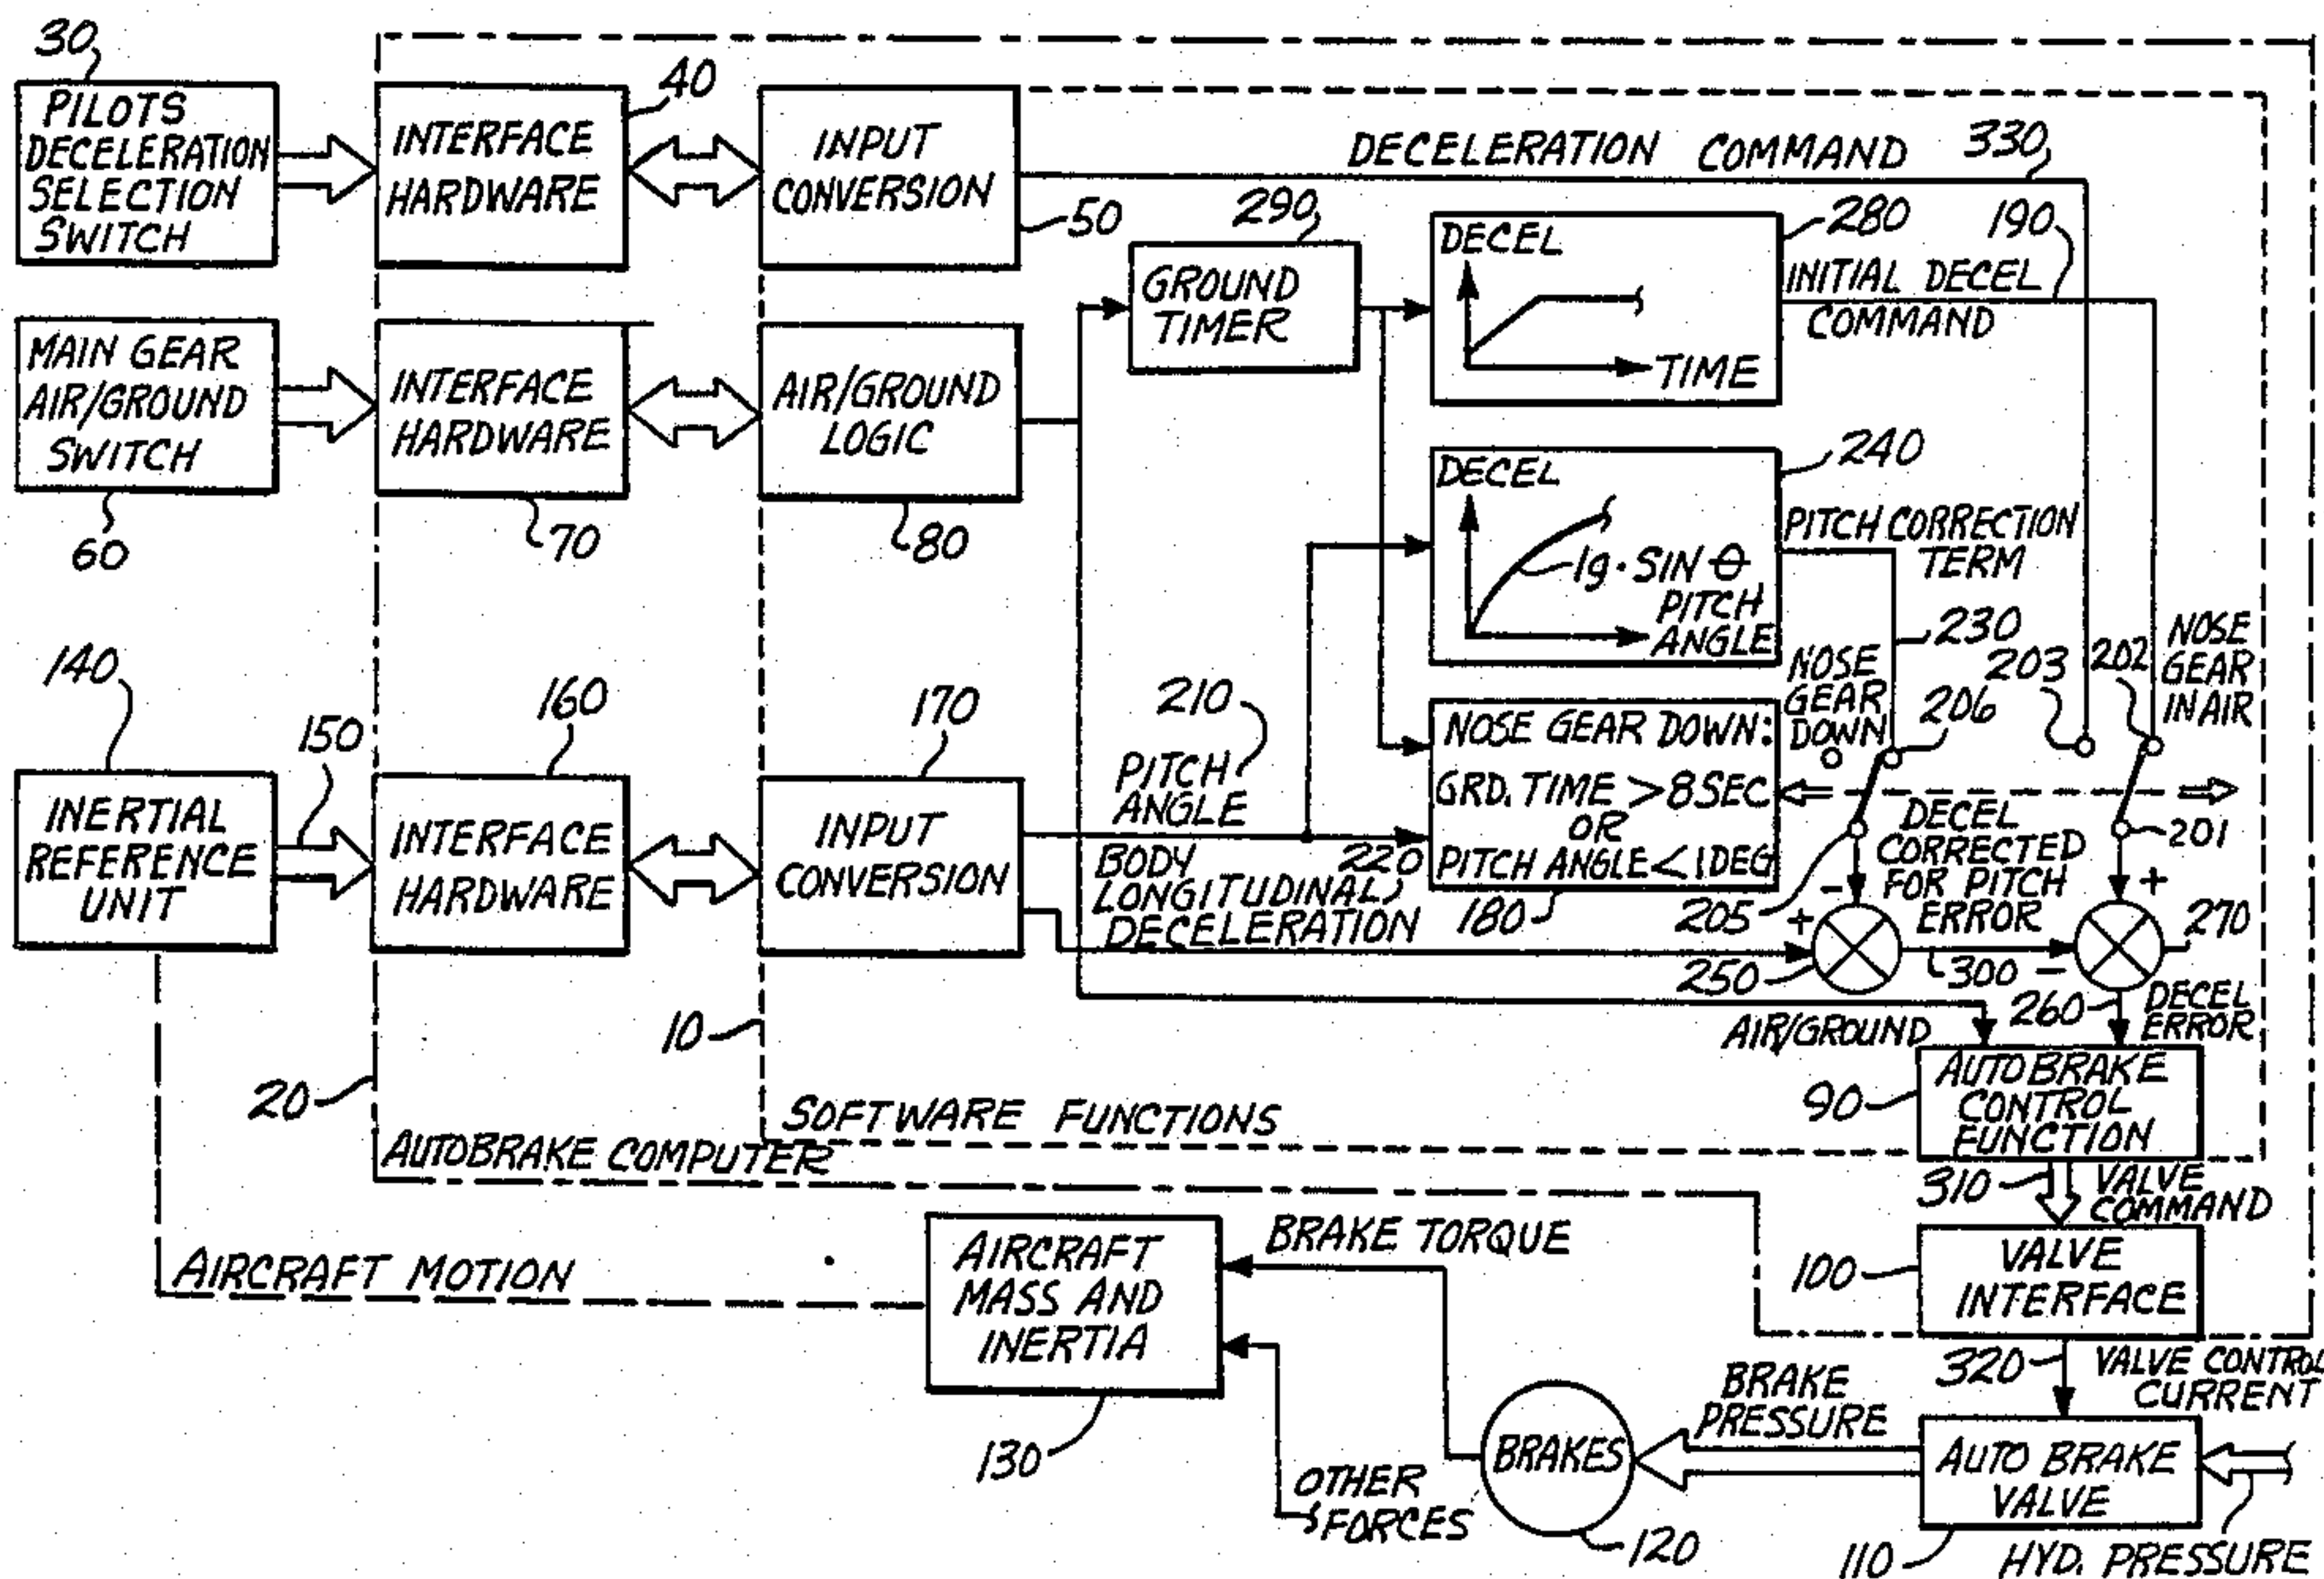 30
PILOTS
DECELERATION
SELECTION
SWITCH
40
INTERFACE
HARDWARE
INPUT
CONVERSION
50
DECELERATION COMMAND
330
290
GROUND
TIMER
DECEL
TIME
280
190
INITIAL DECEL
COMMAND
MAIN GEAR
AIR/GROUND
SWITCH
60
INTERFACE
HARDWARE
70
AIR/GROUND
LOGIC
80
DECEL
1g·SIN θ
PITCH
ANGLE
240
PITCH CORRECTION
TERM
230
NOSE
GEAR
DOWN
206
203
202
NOSE
GEAR
IN AIR
140
150
INERTIAL
REFERENCE
UNIT
160
INTERFACE
HARDWARE
170
INPUT
CONVERSION
210
PITCH
ANGLE
220
BODY
LONGITUDINAL
DECELERATION
NOSE GEAR DOWN:
GRD. TIME >8SEC
OR
PITCH ANGLE <1DEG
180
205
DECEL
CORRECTED
FOR PITCH
ERROR
201
-
+
+
250
300
-
270
260
DECEL
ERROR
AIR/GROUND
10
20
SOFTWARE FUNCTIONS
AUTOBRAKE COMPUTER
90
AUTOBRAKE
CONTROL
FUNCTION
310
VALVE
COMMAND
100
VALVE
INTERFACE
320
VALVE CONTROL
CURRENT
AIRCRAFT MOTION
AIRCRAFT
MASS AND
INERTIA
130
BRAKE TORQUE
OTHER
FORCES
BRAKES
120
BRAKE
PRESSURE
AUTO BRAKE
VALVE
110
HYD. PRESSURE